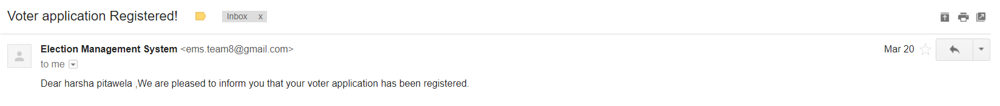 Voter application Registered! Inbox x
Election Management System <ems.team8@gmail.com> Mar 20
to me
Dear harsha pitawela ,We are pleased to inform you that your voter application has been registered.